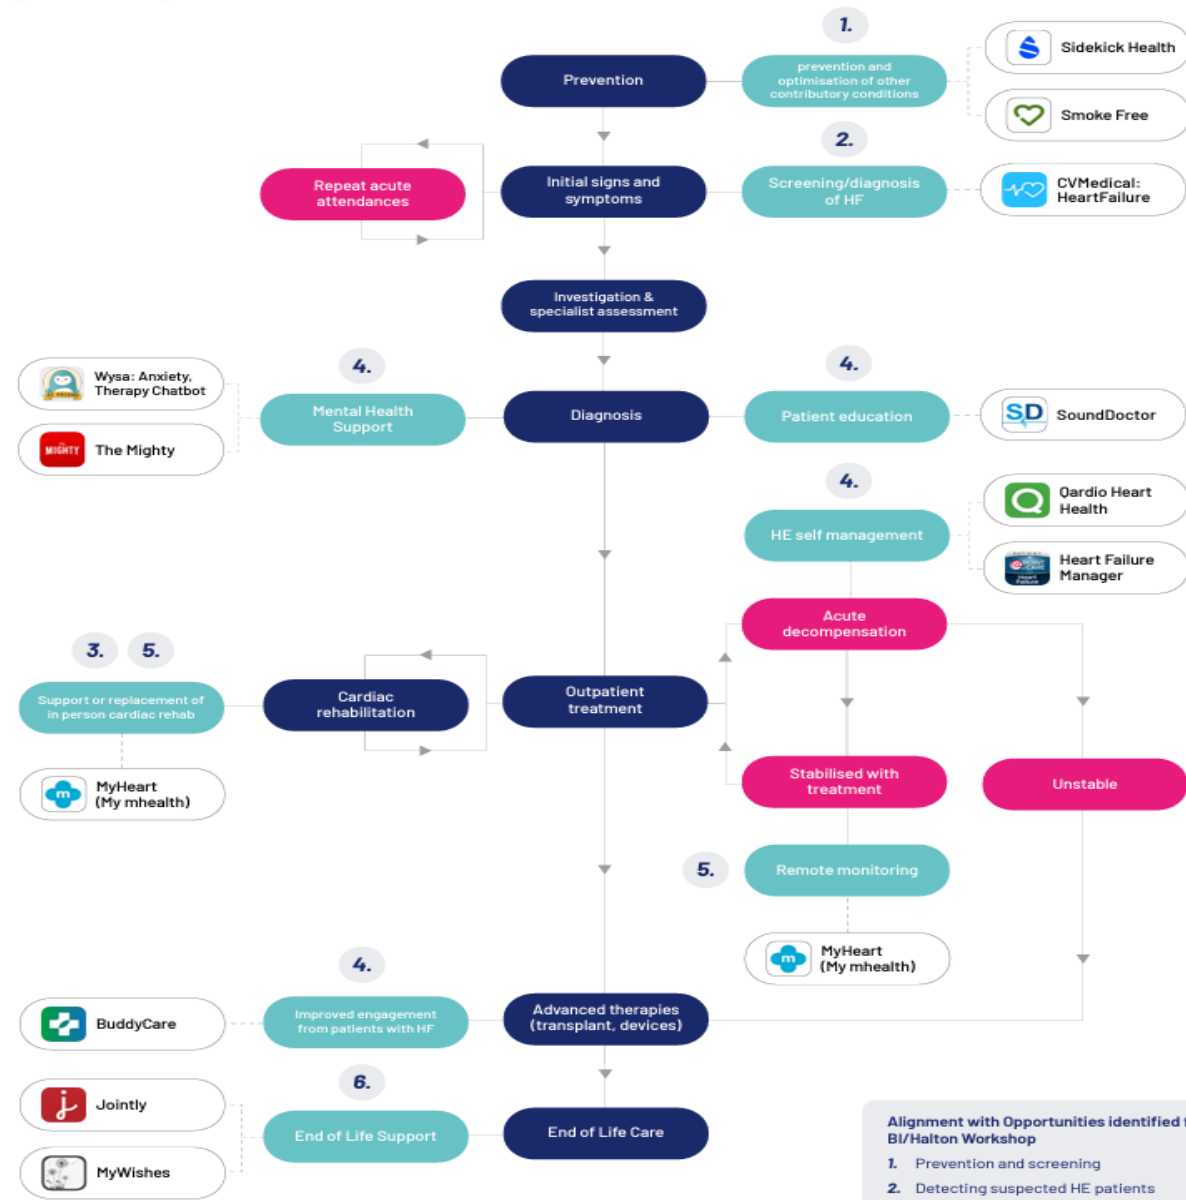 1.
Prevention
prevention and
optimisation of other
contributory conditions
Sidekick Health
Smoke Free
2.
Repeat acute
attendances
Initial signs and
symptoms
Screening/diagnosis
of HF
CVMedical:
HeartFailure
Investigation &
specialist assessment
4.
4.
Wysa: Anxiety,
Therapy Chatbot
MIGHTY
The Mighty
Mental Health
Support
Diagnosis
Patient education
SD
SoundDoctor
4.
HE self management
Qardio Heart
Health
Heart Failure
Manager
Acute
decompensation
3.
5.
Support or replacement of
in person cardiac rehab
Cardiac
rehabilitation
Outpatient
treatment
m
MyHeart
(My mhealth)
Stabilised with
treatment
Unstable
5.
Remote monitoring
m
MyHeart
(My mhealth)
4.
BuddyCare
Improved engagement
from patients with HF
Advanced therapies
(transplant, devices)
6.
j
Jointly
MyWishes
End of Life Support
End of Life Care
Alignment with Opportunities identified
BI/Halton Workshop
1. Prevention and screening
2. Detecting suspected HE patients